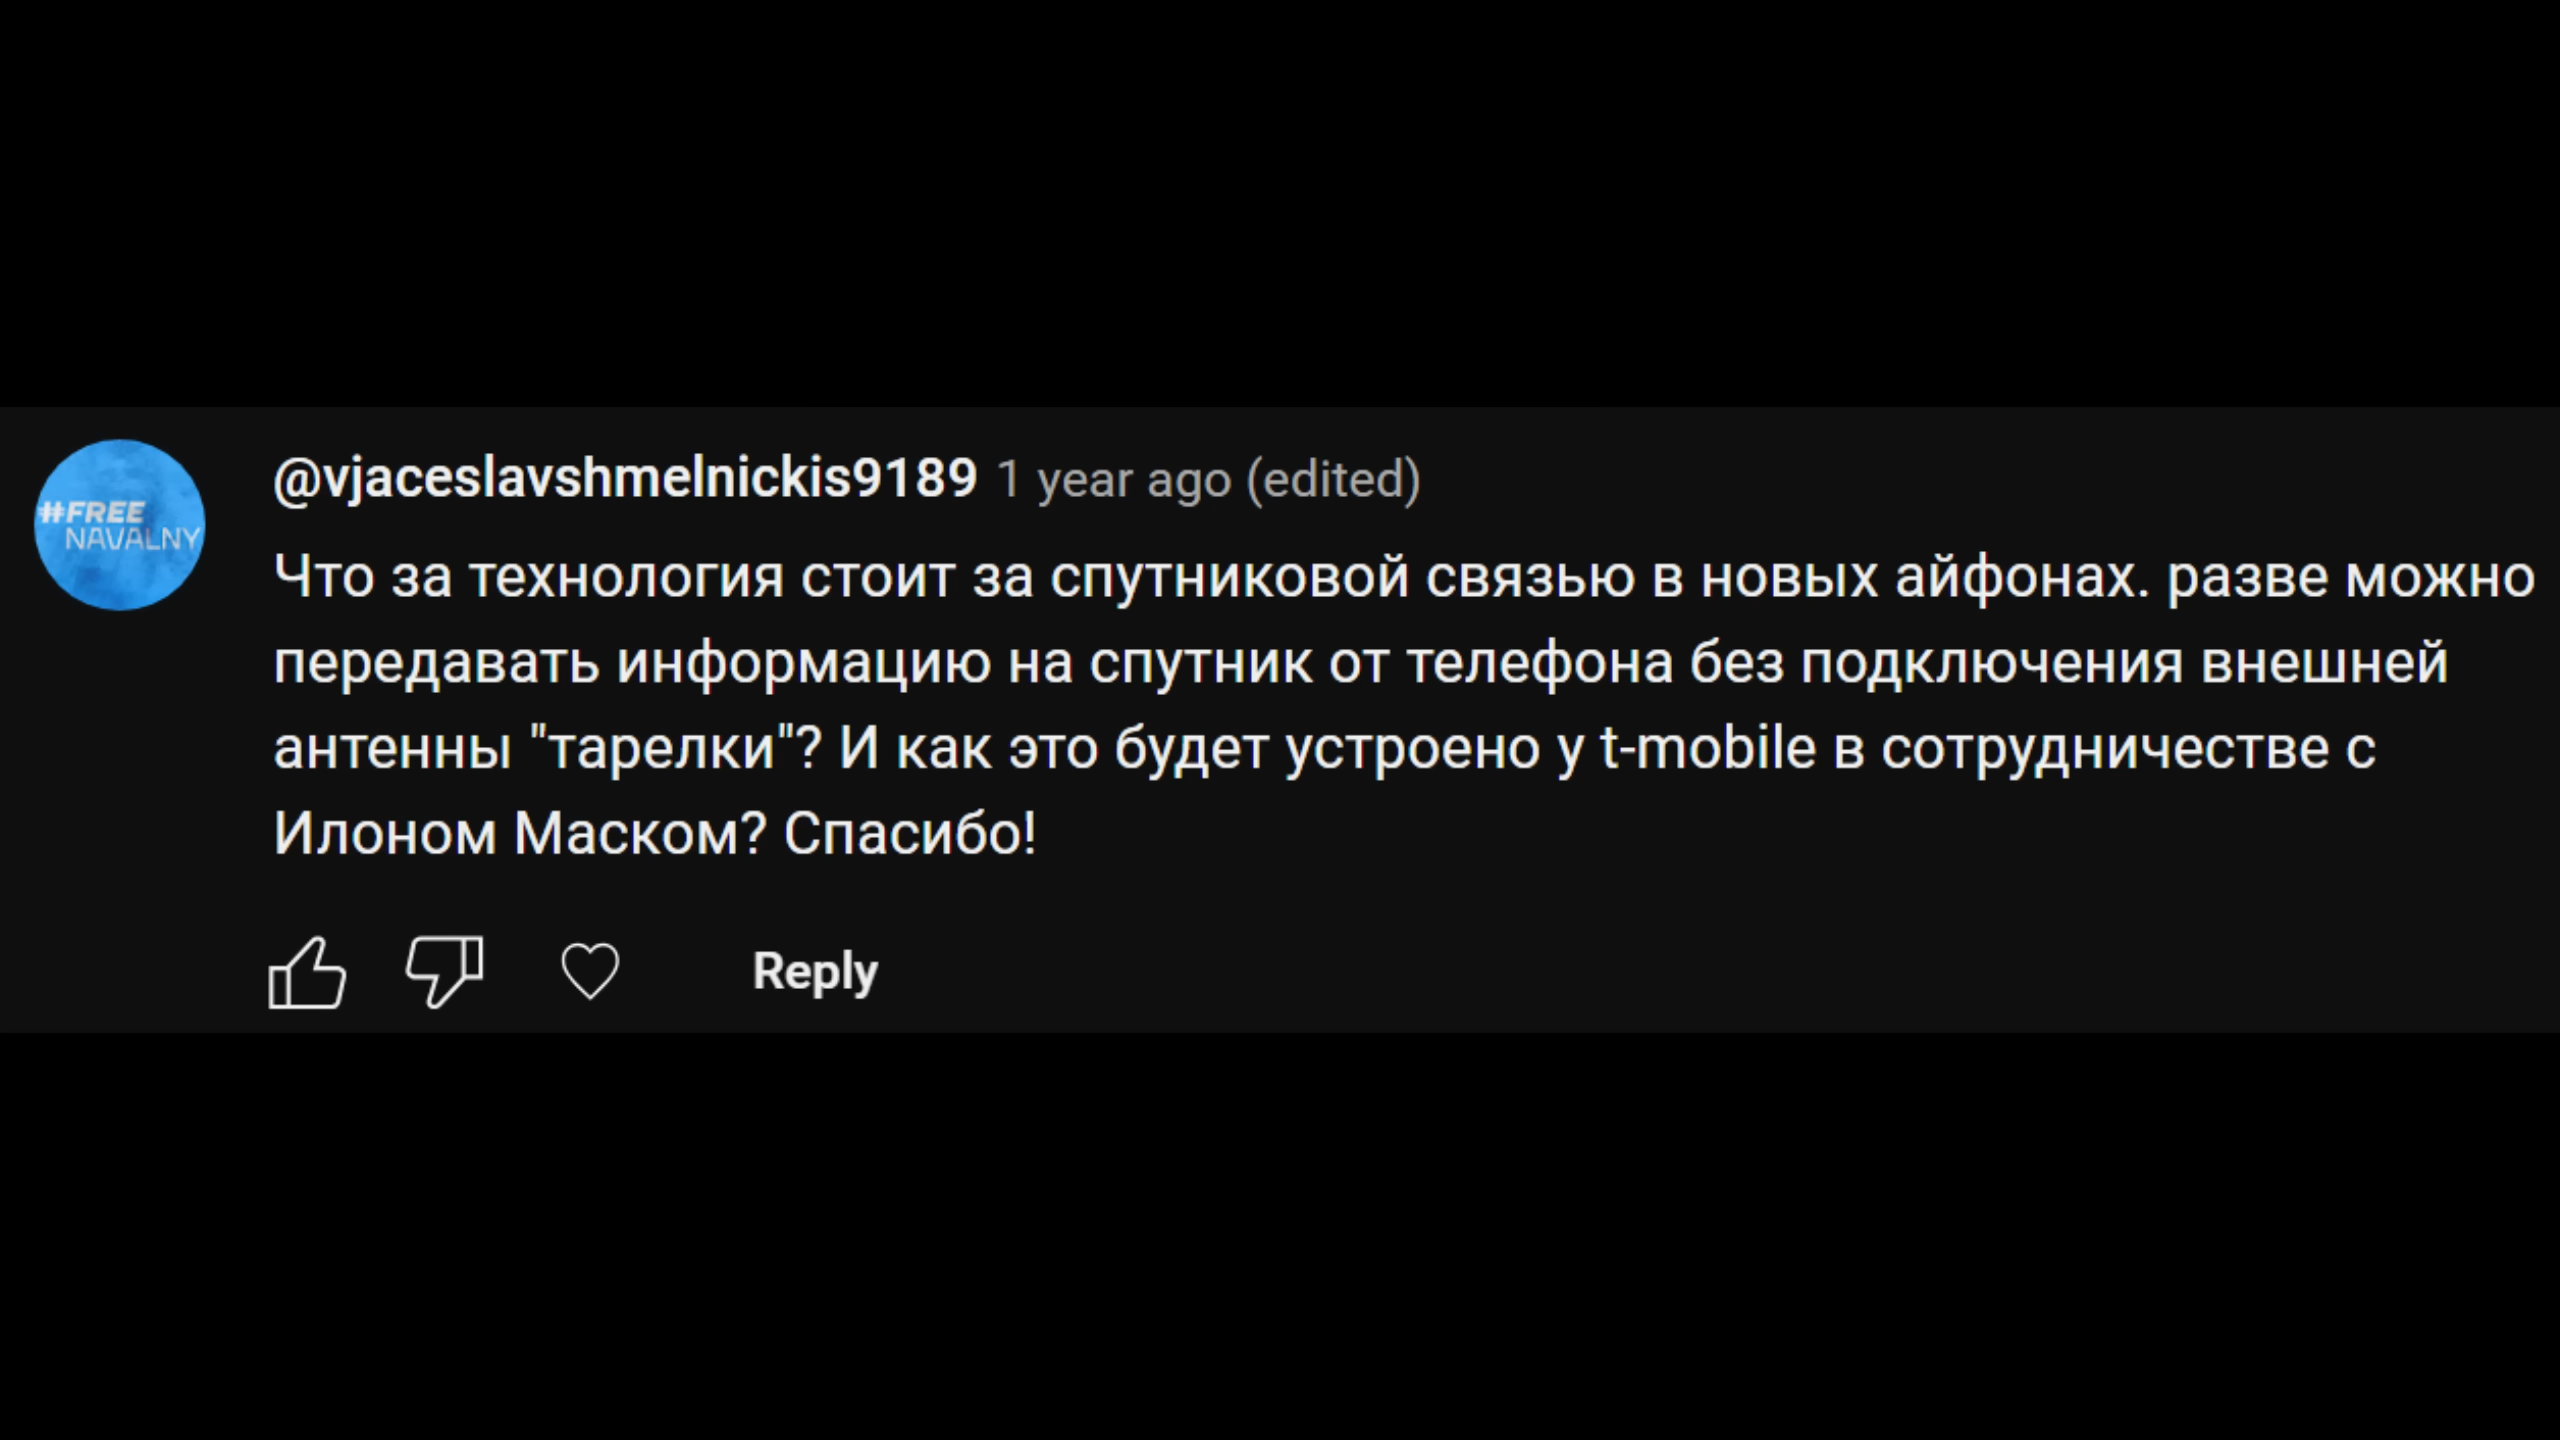 #FREE
NAVALNY
@vjaceslavshmelnickis9189 1 year ago (edited)
Что за технология стоит за спутниковой связью в новых айфонах. разве можно
передавать информацию на спутник от телефона без подключения внешней
антенны "тарелки"? И как это будет устроено у t-mobile в сотрудничестве с
Илоном Маском? Спасибо!
Reply